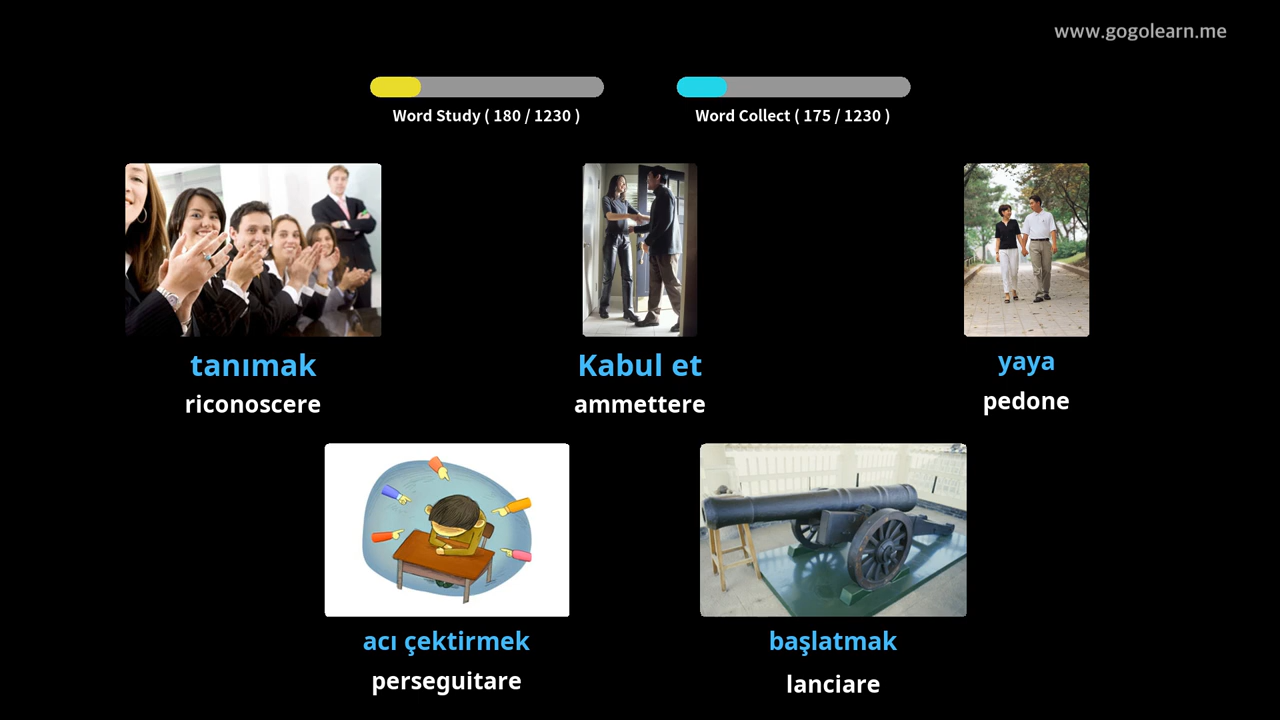 www.gogolearn.me
Word Study ( 180 / 1230 )
Word Collect ( 175 / 1230 )
tanımak
riconoscere
Kabul et
ammettere
yaya
pedone
acı çektirmek
perseguitare
başlatmak
lanciare